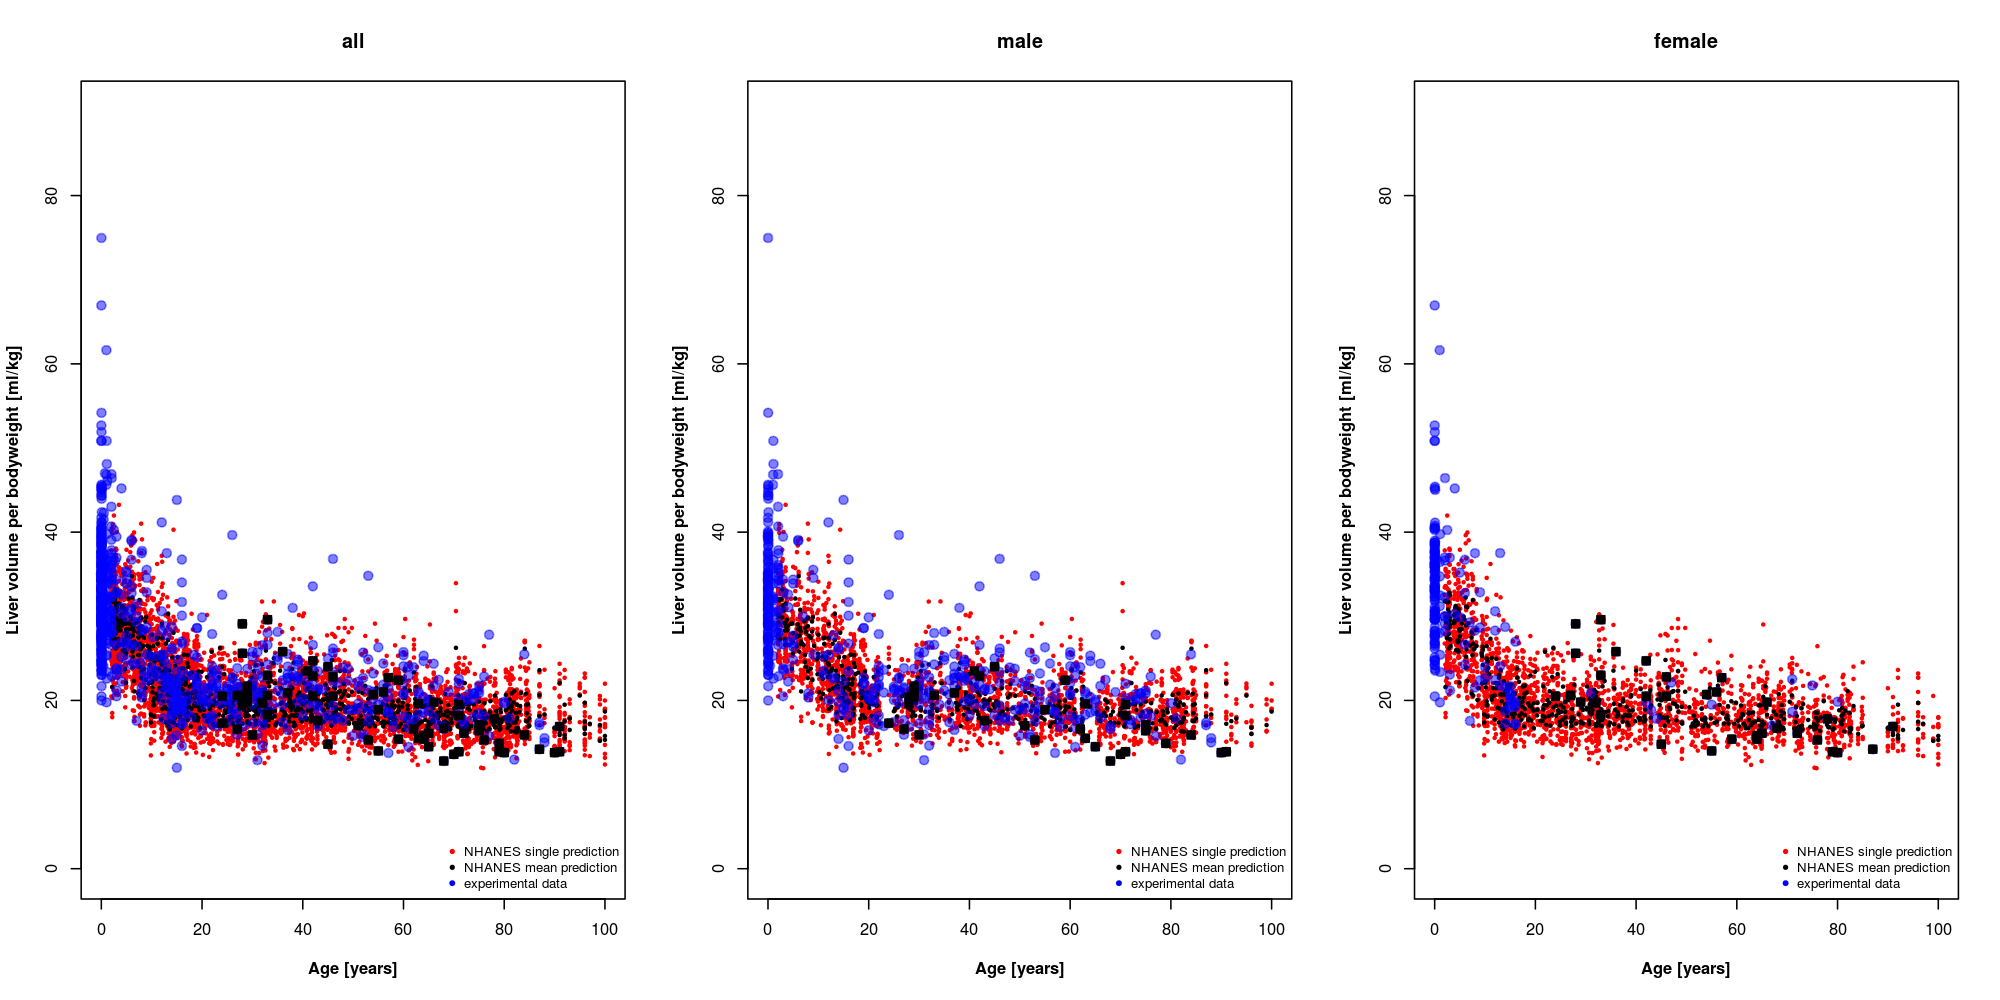 all
male
female
Liver volume per bodyweight [ml/kg]
80
60
40
20
0
NHANES single prediction
NHANES mean prediction
experimental data
0 20 40 60 80 100
Age [years]
Liver volume per bodyweight [ml/kg]
80
60
40
20
0
NHANES single prediction
NHANES mean prediction
experimental data
0 20 40 60 80 100
Age [years]
Liver volume per bodyweight [ml/kg]
80
60
40
20
0
NHANES single prediction
NHANES mean prediction
experimental data
0 20 40 60 80 100
Age [years]